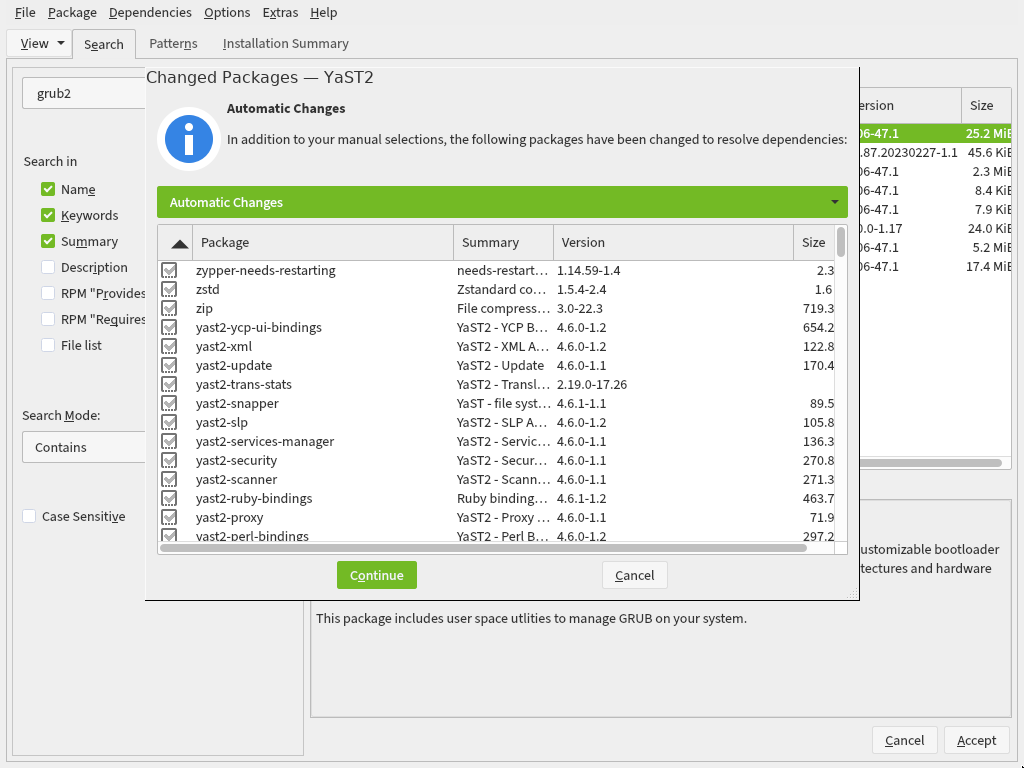 File Package Dependencies Options Extras Help
View Search Patterns Installation Summary
grub2
Search in
Name
Keywords
Summary
Description
RPM "Provides
RPM "Requires
File list
Search Mode:
Contains
Case Sensitive
Changed Packages — YaST2
Automatic Changes
In addition to your manual selections, the following packages have been changed to resolve dependencies:
Automatic Changes
Package Summary Version Size
zypper-needs-restarting needs-restart… 1.14.59-1.4 2.3
zstd Zstandard co… 1.5.4-2.4 1.6
zip File compress… 3.0-22.3 719.3
yast2-ycp-ui-bindings YaST2 - YCP B… 4.6.0-1.2 654.2
yast2-xml YaST2 - XML A… 4.6.0-1.2 122.8
yast2-update YaST2 - Update 4.6.0-1.1 170.4
yast2-trans-stats YaST2 - Transl… 2.19.0-17.26
yast2-snapper YaST - file syst… 4.6.1-1.1 89.5
yast2-slp YaST2 - SLP A… 4.6.0-1.2 105.8
yast2-services-manager YaST2 - Servic… 4.6.0-1.1 136.3
yast2-security YaST2 - Secur… 4.6.0-1.1 270.8
yast2-scanner YaST2 - Scann… 4.6.0-1.1 271.3
yast2-ruby-bindings Ruby binding… 4.6.1-1.2 463.7
yast2-proxy YaST2 - Proxy … 4.6.0-1.1 71.9
yast2-perl-bindings YaST2 - Perl B… 4.6.0-1.2 297.2
Continue Cancel
ersion Size
06-47.1 25.2 MiB
.87.20230227-1.1 45.6 KiB
06-47.1 2.3 MiB
06-47.1 8.4 KiB
06-47.1 7.9 KiB
0.0-1.17 24.0 KiB
06-47.1 5.2 MiB
06-47.1 17.4 MiB
ustomizable bootloader
tectures and hardware
This package includes user space utlities to manage GRUB on your system.
Cancel Accept